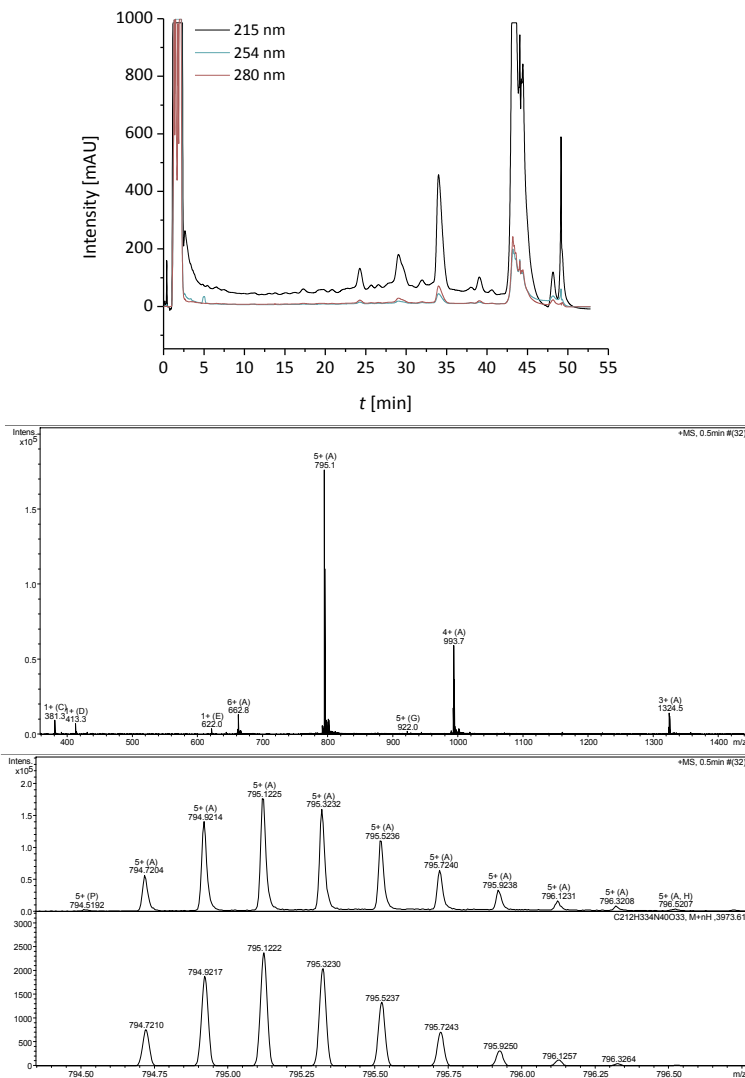 1000
800
600
400
200
0
Intensity [mAU]
215 nm
254 nm
280 nm
0 5 10 15 20 25 30 35 40 45 50 55
t [min]
Intens.
x10⁵
+MS, 0.5min #(32)
5+ (A)
795.1
1.5
1.0
4+ (A)
993.7
0.5
1+ (C)
381.3
1+ (D)
413.3
1+ (E)
622.0
6+ (A)
662.8
5+ (G)
922.0
3+ (A)
1324.5
0.0
400 600 700 800 900 1000 1100 1200 1300 1400 m/z
Intens.
x10⁵
+MS, 0.5min #(32)
2.0
1.5
1.0
0.5
0.0
5+ (P)
794.5192
5+ (A)
794.7204
5+ (A)
794.9214
5+ (A)
795.1225
5+ (A)
795.3232
5+ (A)
795.5236
5+ (A)
795.7240
5+ (A)
795.9238
5+ (A)
796.1231
5+ (A)
796.3208
5+ (A, H)
796.5207
C212H334N40O33, M+nH ,3973.61
3000
2500
2000
1500
1000
500
0
794.7210
794.9217
795.1222
795.3230
795.5237
795.7243
795.9250
796.1257
796.3264
794.50 794.75 795.00 795.25 795.50 795.75 796.00 796.25 796.50 m/z